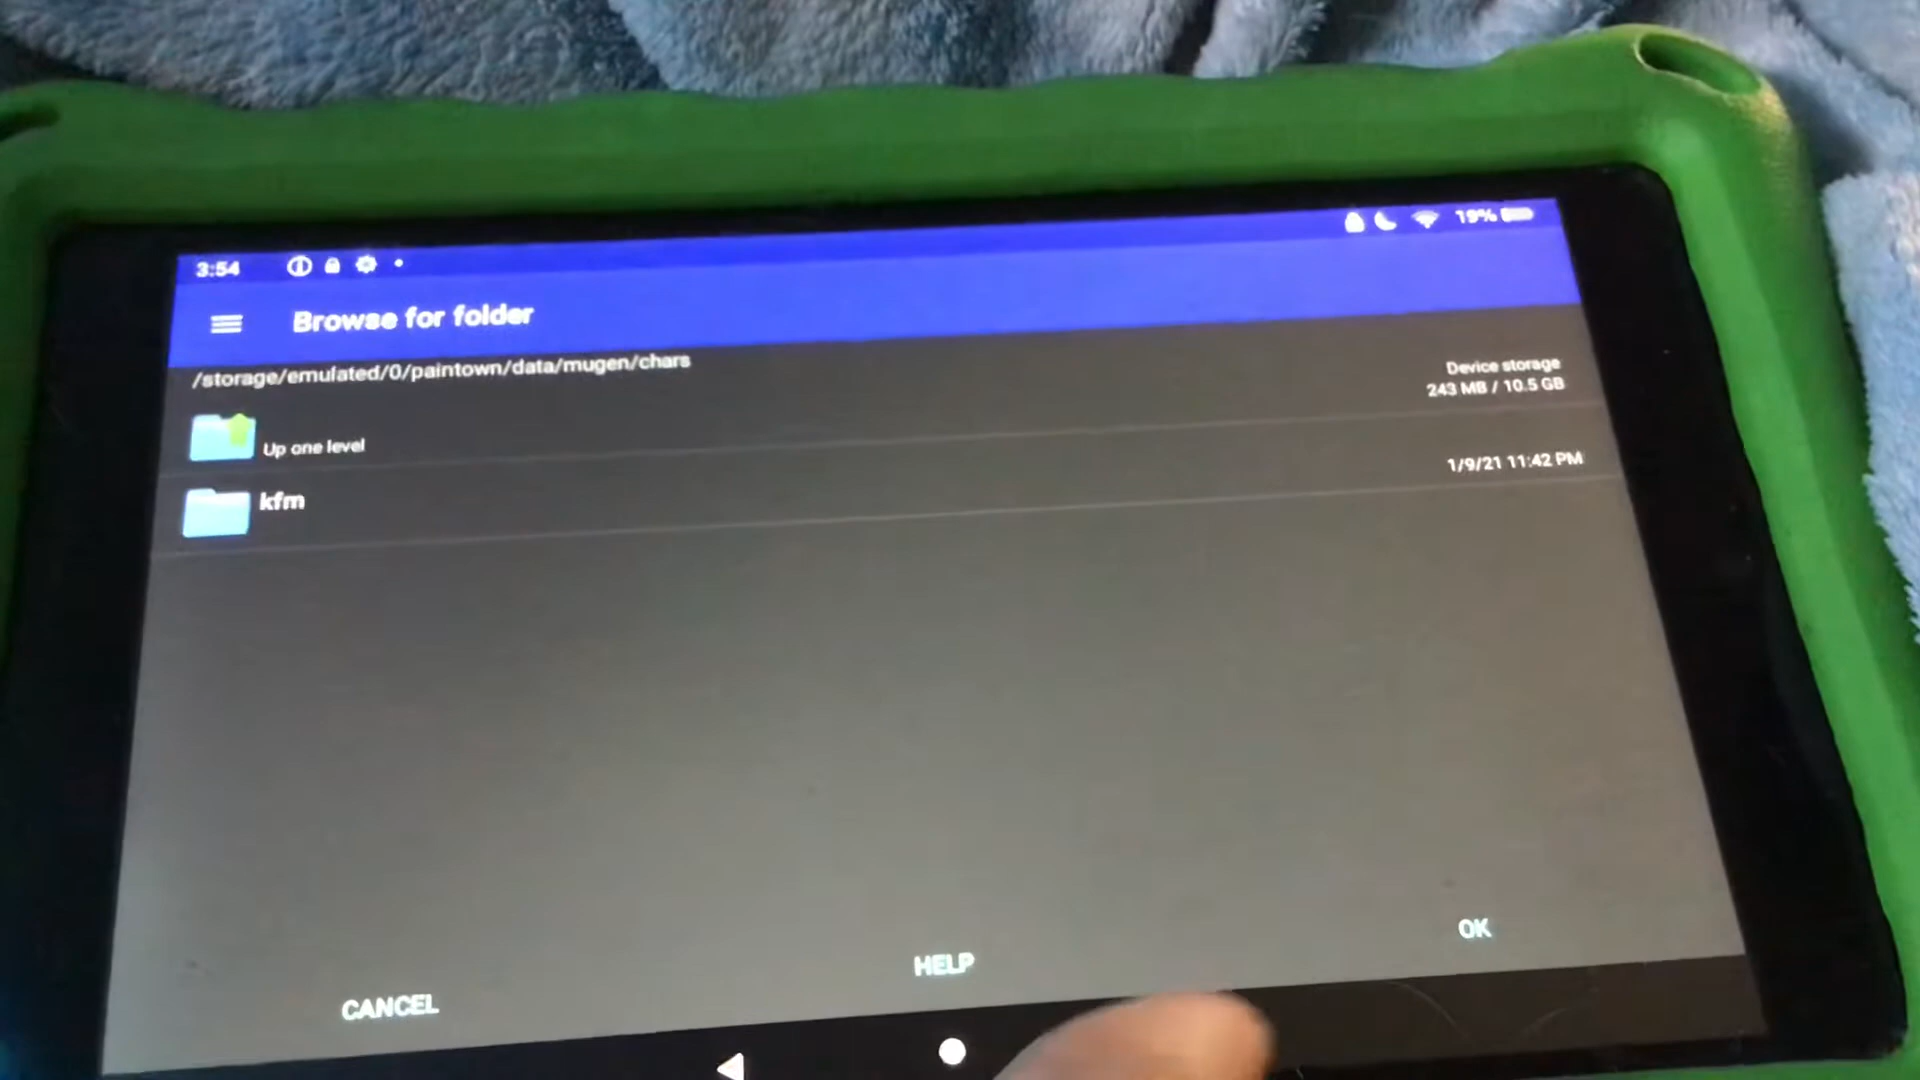 3:54
19%
Browse for folder
/storage/emulated/0/paintown/data/mugen/chars
Device storage
243 MB / 10.5 GB
Up one level
kfm
1/9/21 11:42 PM
CANCEL
HELP
OK